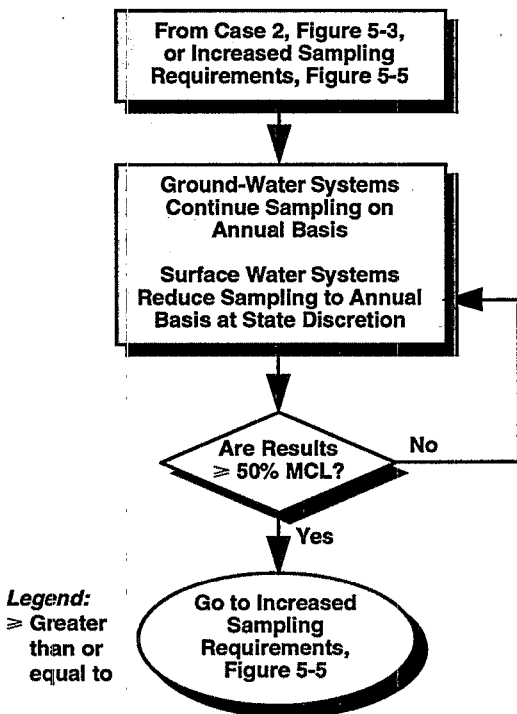 From Case 2, Figure 5-3,
or Increased Sampling
Requirements, Figure 5-5
Ground-Water Systems
Continue Sampling on
Annual Basis
Surface Water Systems
Reduce Sampling to Annual
Basis at State Discretion
Are Results
≥ 50% MCL?
No
Yes
Go to Increased
Sampling
Requirements,
Figure 5-5
Legend:
≥ Greater
than or
equal to